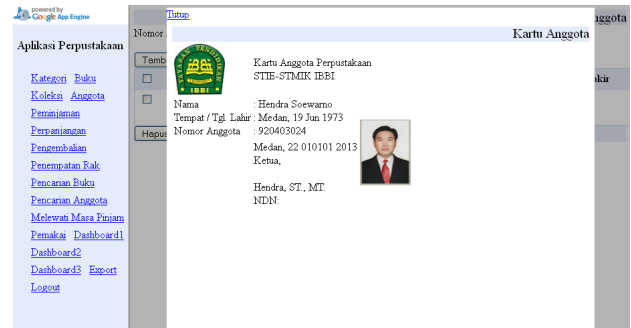 powered by
Google App Engine
Aplikasi Perpustakaan
Kategori Buku
Koleksi Anggota
Peminjaman
Perpanjangan
Pengembalian
Penempatan Rak
Pencarian Buku
Pencarian Anggota
Melewati Masa Pinjam
Pemakai Dashboard1
Dashboard2
Dashboard3 Export
Logout
Nomor
Tamb
Hapus
Tutup
Kartu Anggota
YAYASAN PENDIDIKAN
IBBI
Kartu Anggota Perpustakaan
STIE-STMIK IBBI
Nama : Hendra Soewarno
Tempat / Tgl. Lahir : Medan, 19 Jun 1973
Nomor Anggota : 920403024
Medan, 22 010101 2013
Ketua,
Hendra, ST., MT.
NDN:
nggota
kir